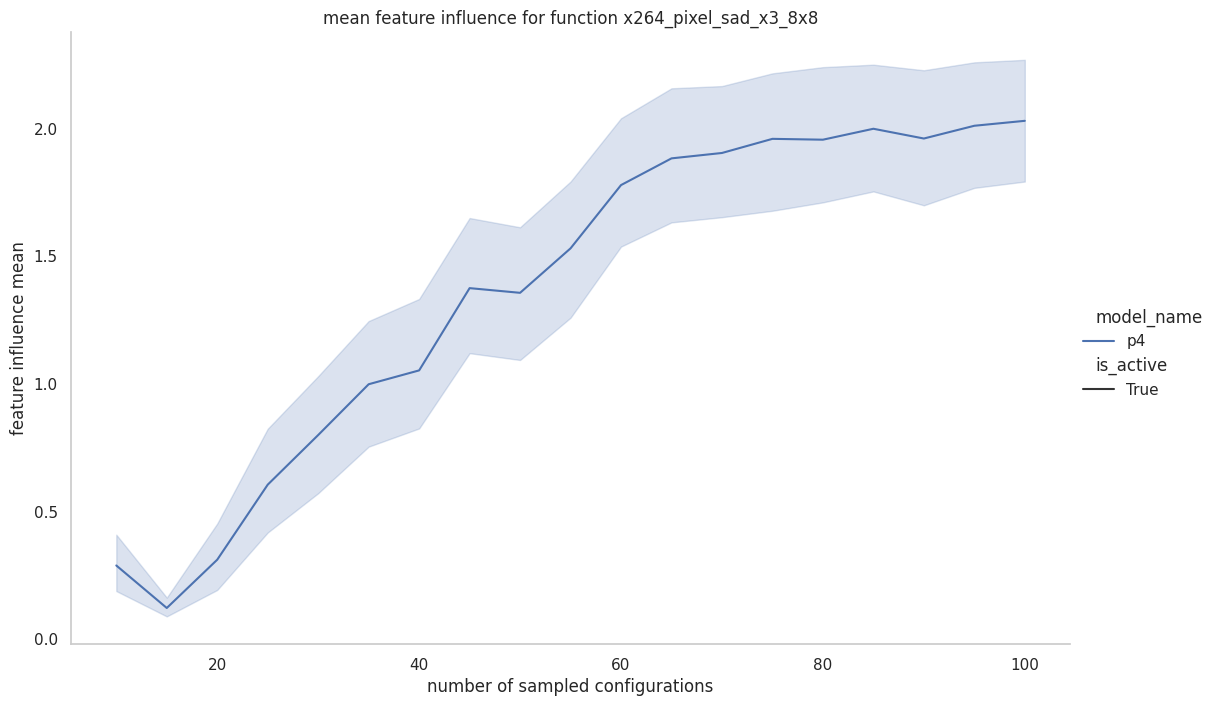 mean feature influence for function x264_pixel_sad_x3_8x8
2.0
1.5
1.0
0.5
0.0
feature influence mean
20 40 60 80 100
number of sampled configurations
model_name
p4
is_active
True